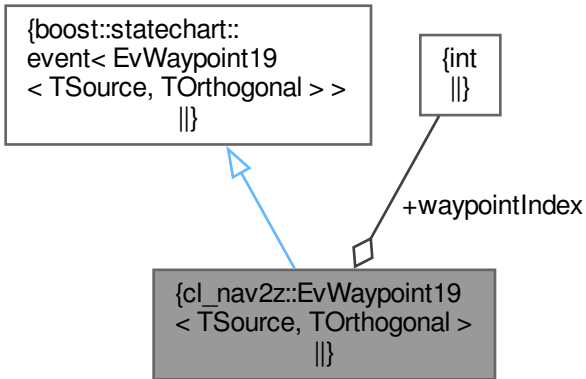 {boost::statechart::
event< EvWaypoint19
< TSource, TOrthogonal > >
||}
{int
||}
+waypointIndex
{cl_nav2z::EvWaypoint19
< TSource, TOrthogonal >
||}